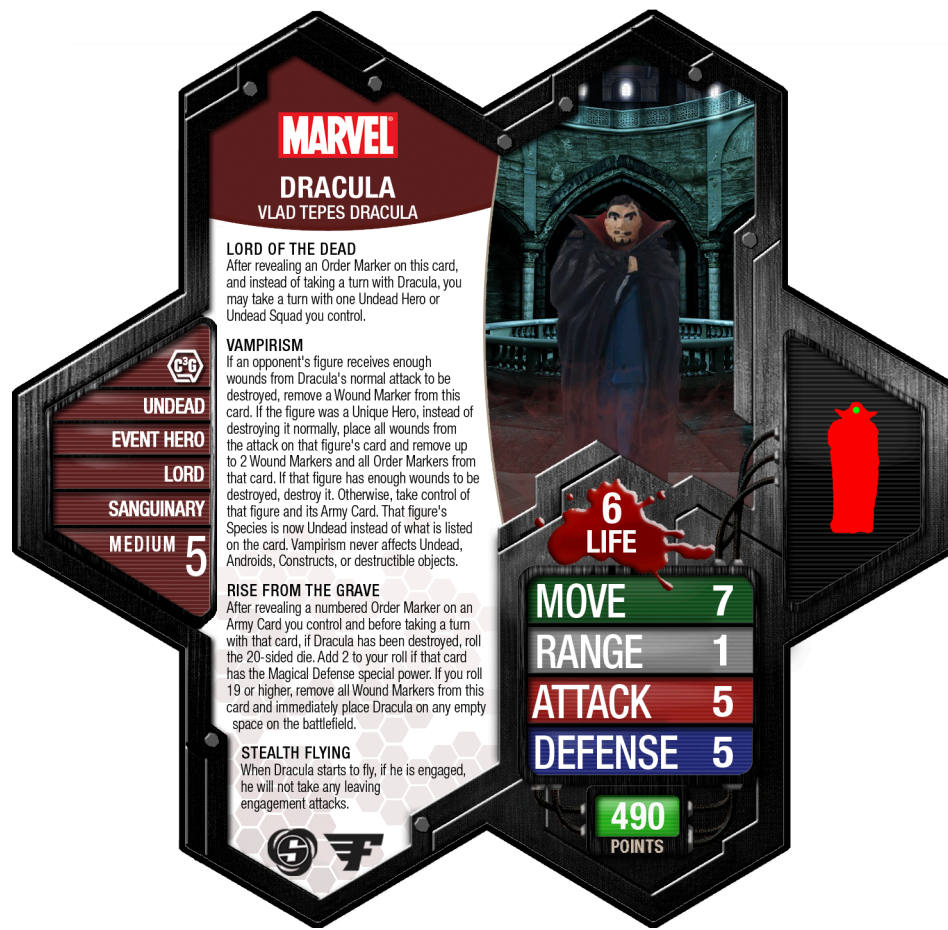 MARVEL
DRACULA
VLAD TEPES DRACULA
LORD OF THE DEAD
After revealing an Order Marker on this card,
and instead of taking a turn with Dracula, you
may take a turn with one Undead Hero or
Undead Squad you control.
VAMPIRISM
If an opponent's figure receives enough
wounds from Dracula's normal attack to be
destroyed, remove a Wound Marker from this
card. If the figure was a Unique Hero, instead of
destroying it normally, place all wounds from
the attack on that figure's card and remove up
to 2 Wound Markers and all Order Markers from
that card. If that figure has enough wounds to be
destroyed, destroy it. Otherwise, take control of
that figure and its Army Card. That figure's
Species is now Undead instead of what is listed
on the card. Vampirism never affects Undead,
Androids, Constructs, or destructible objects.
RISE FROM THE GRAVE
After revealing a numbered Order Marker on an
Army Card you control and before taking a turn
with that card, if Dracula has been destroyed, roll
the 20-sided die. Add 2 to your roll if that card
has the Magical Defense special power. If you roll
19 or higher, remove all Wound Markers from this
card and immediately place Dracula on any empty
space on the battlefield.
STEALTH FLYING
When Dracula starts to fly, if he is engaged,
he will not take any leaving
engagement attacks.
S F
C3G
UNDEAD
EVENT HERO
LORD
SANGUINARY
MEDIUM 5
6
LIFE
MOVE 7
RANGE 1
ATTACK 5
DEFENSE 5
490
POINTS